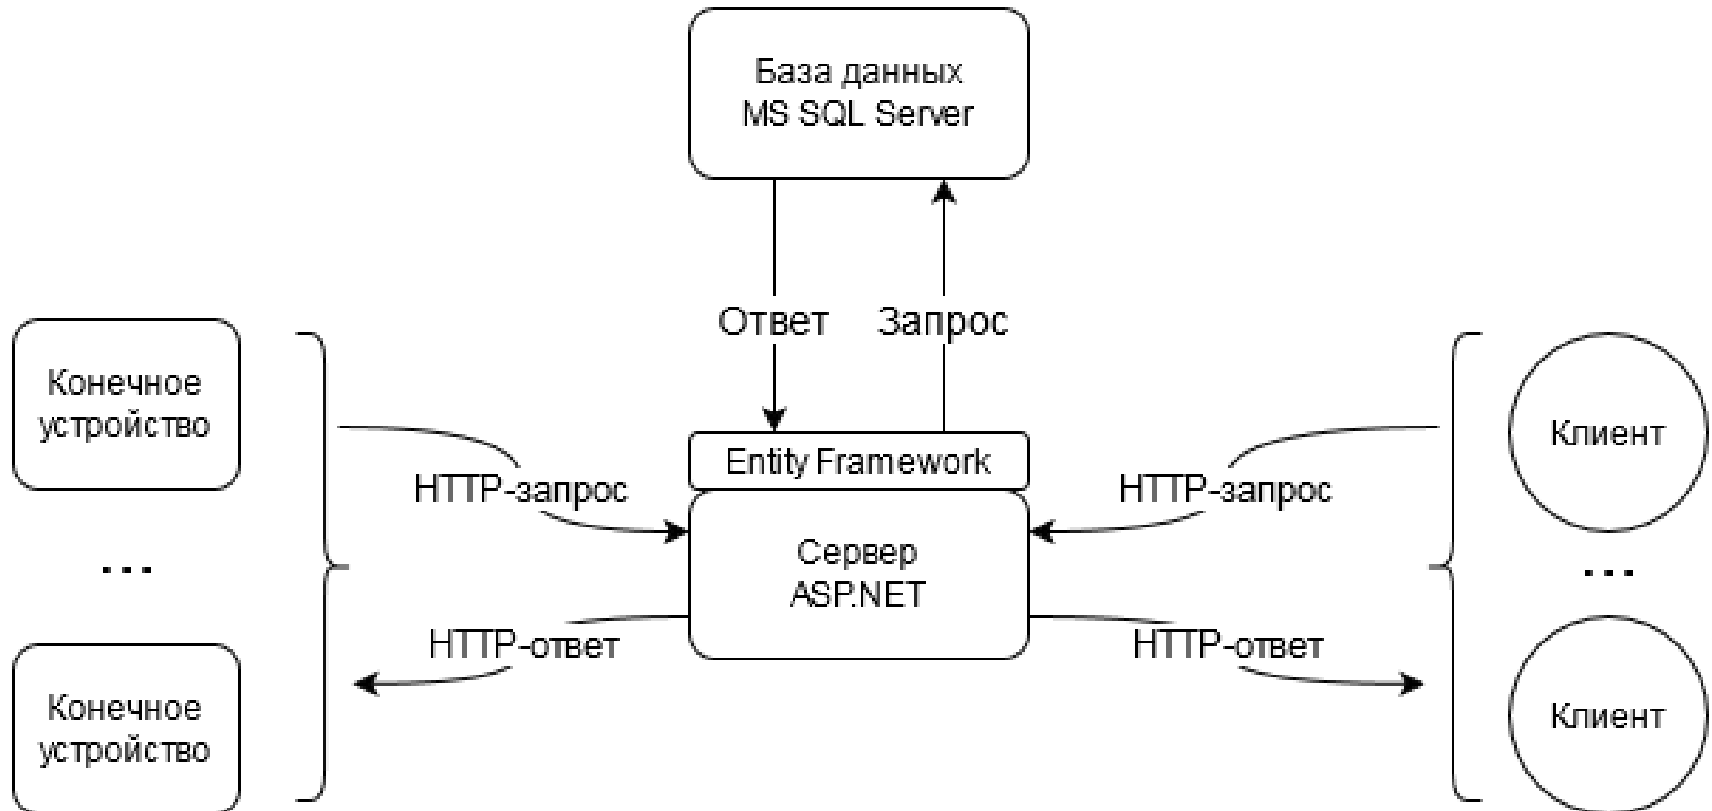 База данных
MS SQL Server
Ответ
Запрос
Конечное
устройство
HTTP-запрос
Entity Framework
HTTP-запрос
Клиент
...
Сервер
ASP.NET
...
HTTP-ответ
HTTP-ответ
Конечное
устройство
Клиент